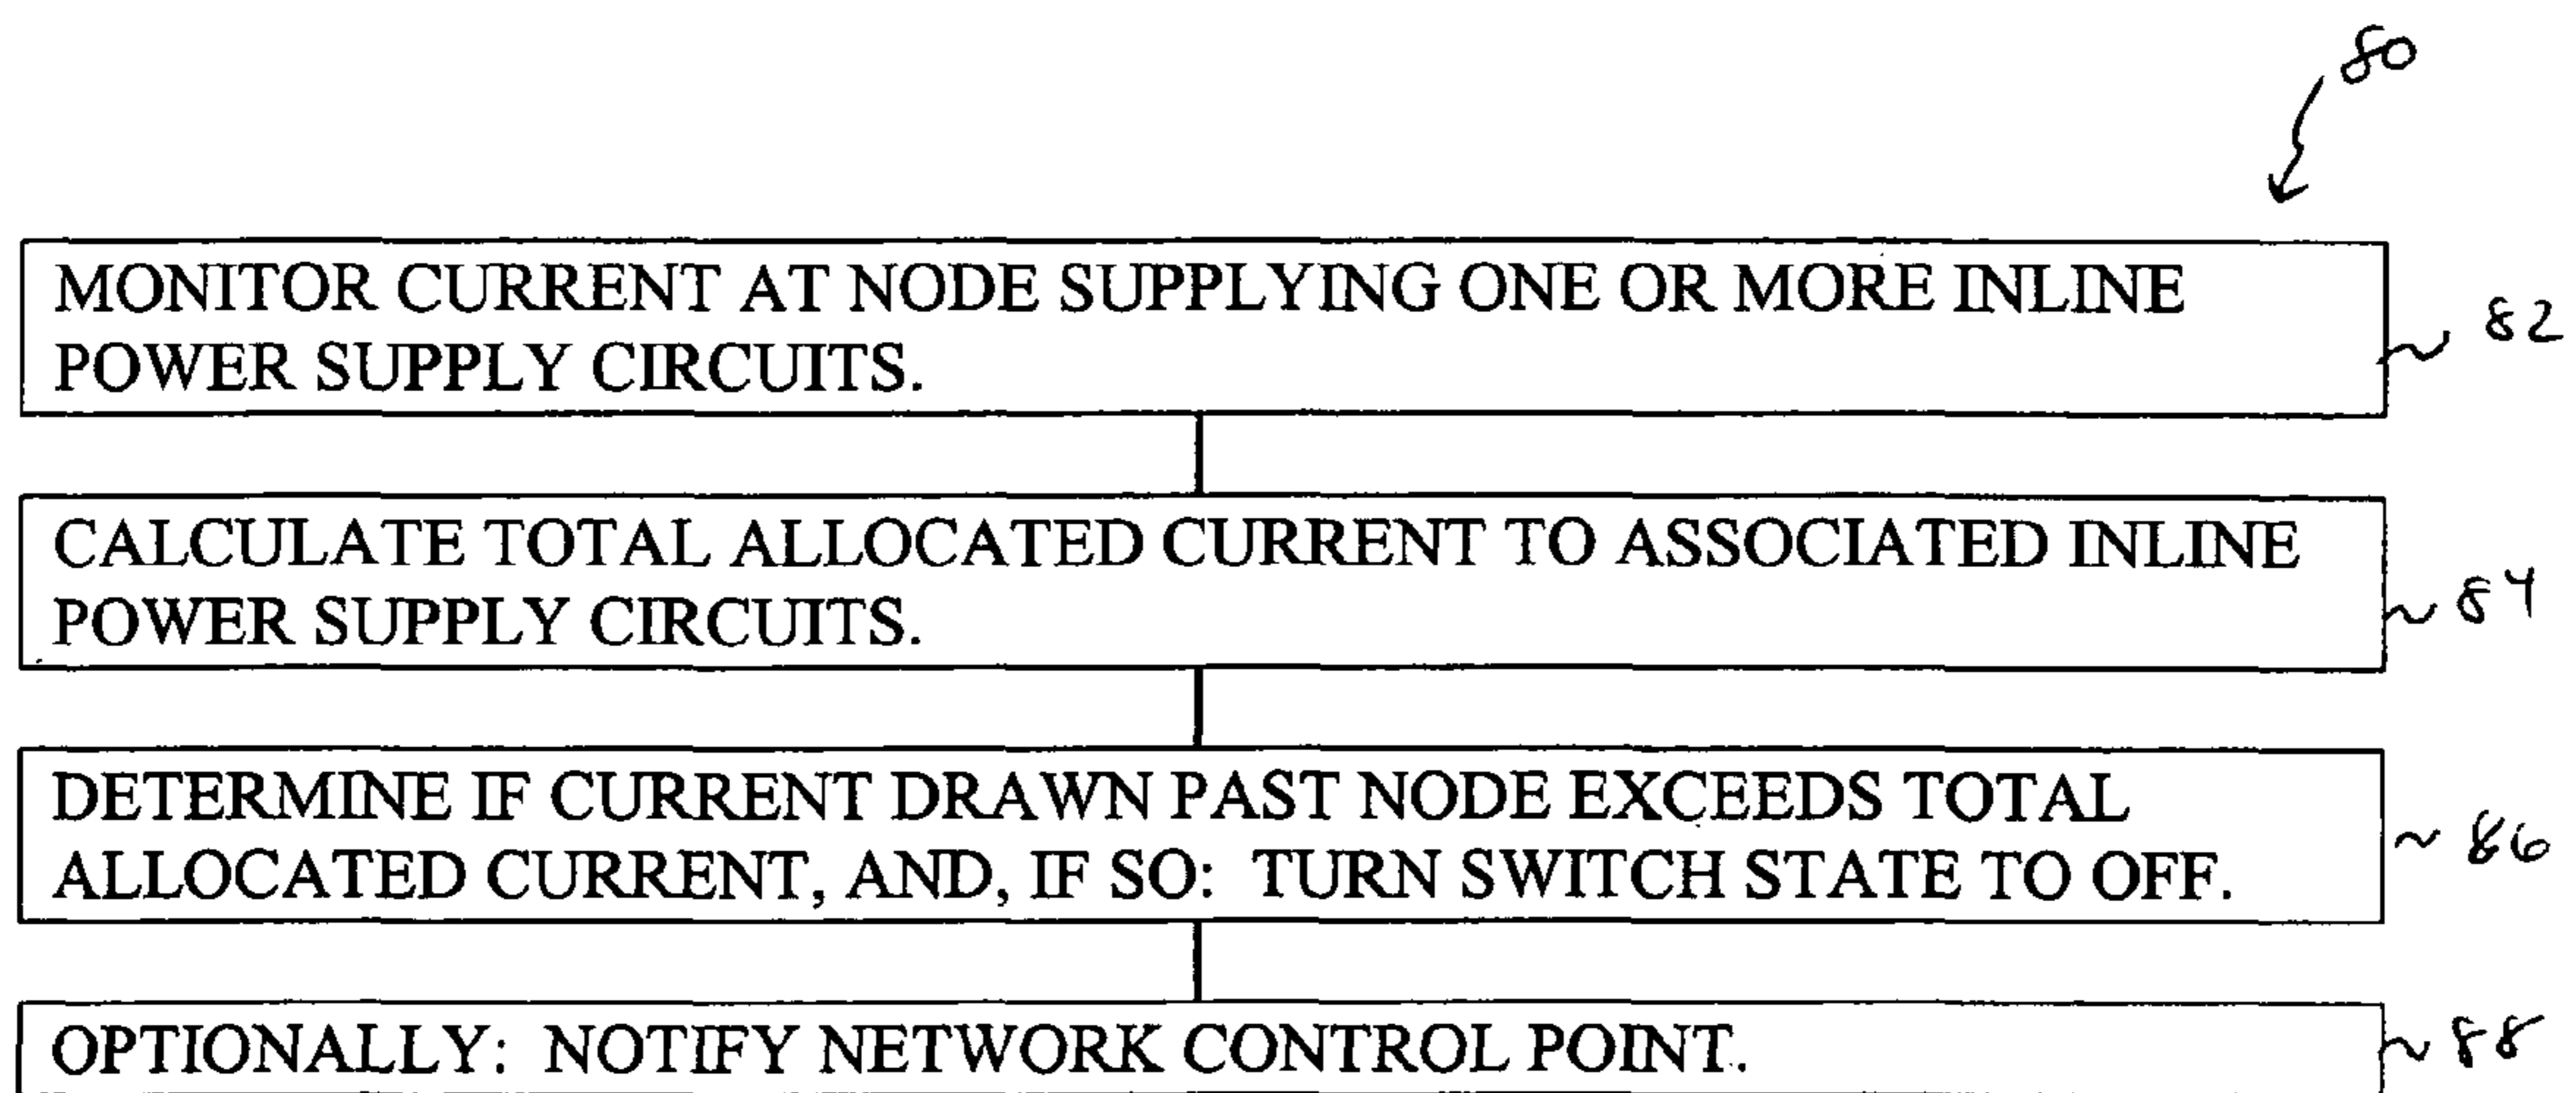 80
MONITOR CURRENT AT NODE SUPPLYING ONE OR MORE INLINE
POWER SUPPLY CIRCUITS.
82
CALCULATE TOTAL ALLOCATED CURRENT TO ASSOCIATED INLINE
POWER SUPPLY CIRCUITS.
84
DETERMINE IF CURRENT DRAWN PAST NODE EXCEEDS TOTAL
ALLOCATED CURRENT, AND, IF SO: TURN SWITCH STATE TO OFF.
86
OPTIONALLY: NOTIFY NETWORK CONTROL POINT.
88